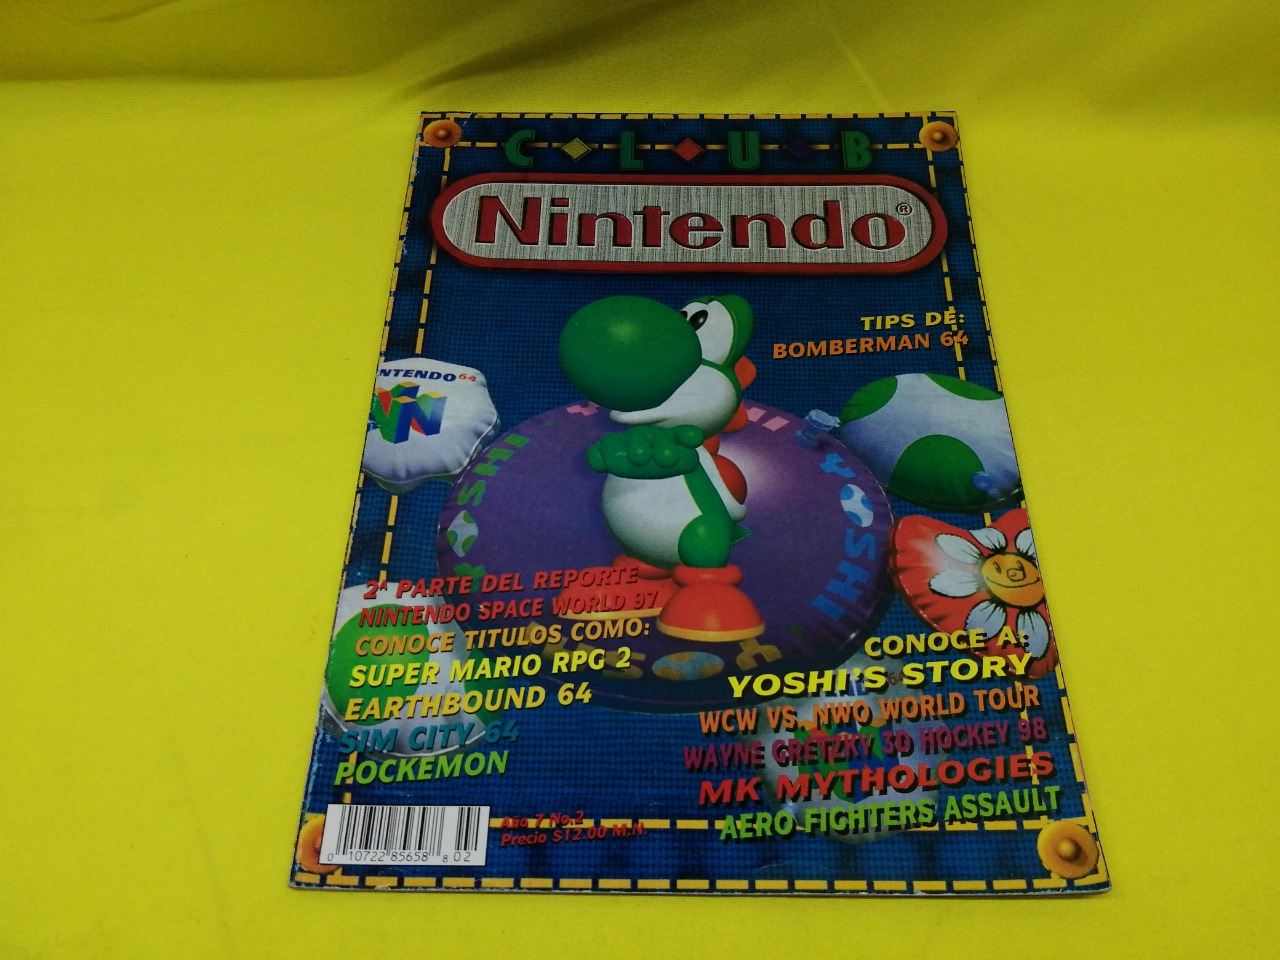 CLUB
Nintendo®
TIPS DE:
BOMBERMAN 64
NINTENDO64
YOSHI
YOSHI
2ª PARTE DEL REPORTE
NINTENDO SPACE WORLD 97
CONOCE TITULOS COMO:
SUPER MARIO RPG 2
EARTHBOUND 64
SIM CITY 64
POCKEMON
CONOCE A:
YOSHI'S STORY
WCW VS. NWO WORLD TOUR
WAYNE GRETZKY 3D HOCKEY 98
MK MYTHOLOGIES
AERO FIGHTERS ASSAULT
Año 7 No.2
Precio $12.00 M.N.
0 10722 85658 8 02